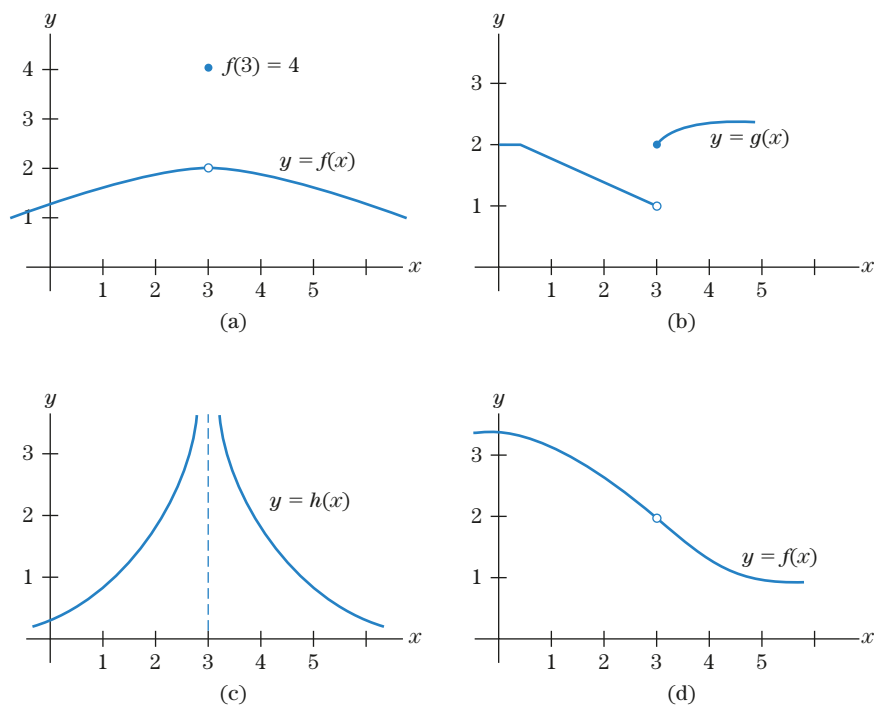 y
4
f(3) = 4
3
2
y = f(x)
1
x
1 2 3 4 5
(a)
y
3
2
y = g(x)
1
x
1 2 3 4 5
(b)
y
3
2
y = h(x)
1
x
1 2 3 4 5
(c)
y
3
2
y = f(x)
1
x
1 2 3 4 5
(d)